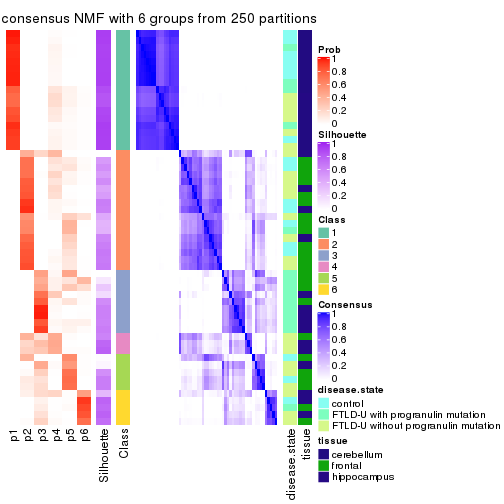 consensus NMF with 6 groups from 250 partitions
Prob
1
0.8
0.6
0.4
0.2
0
Silhouette
1
0.8
0.6
0.4
0.2
0
Class
1
2
3
4
5
6
Consensus
1
0.8
0.6
0.4
0.2
0
disease.state
control
FTLD-U with progranulin mutation
FTLD-U without progranulin mutation
tissue
cerebellum
frontal
hippocampus
p1
p2
p3
p4
p5
p6
Silhouette
Class
disease.state
tissue